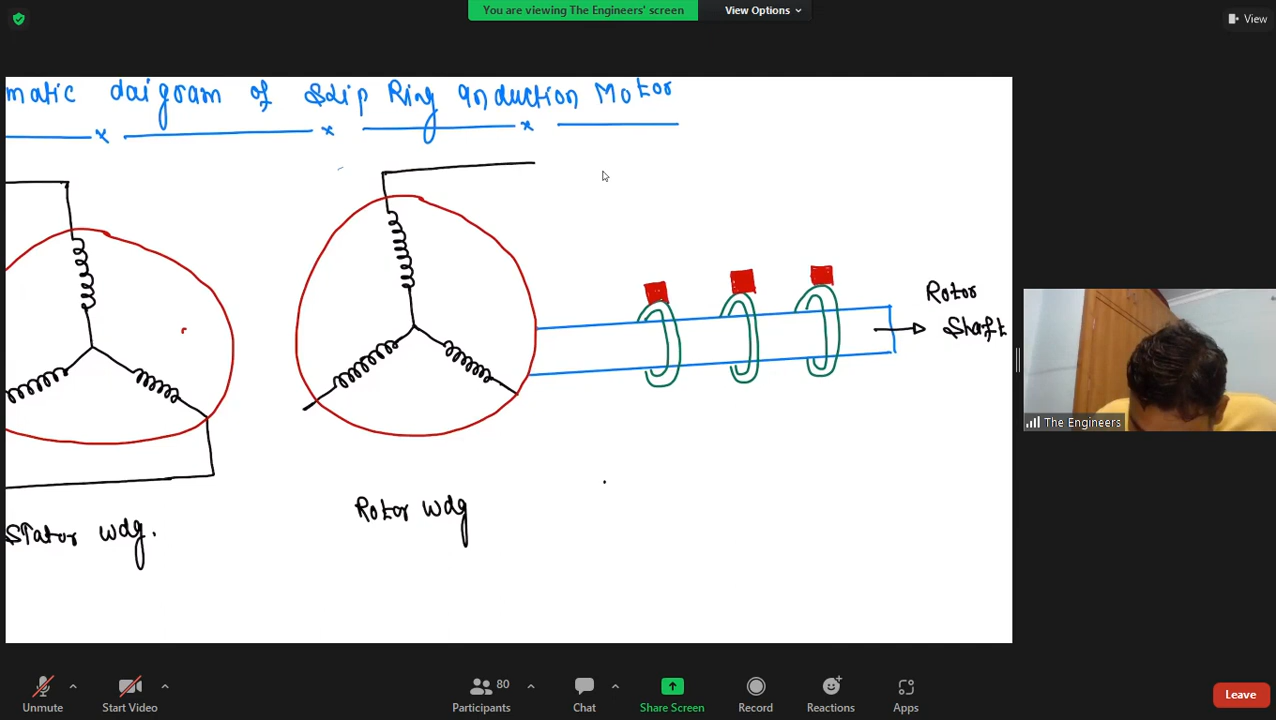 You are viewing The Engineers' screen
View Options
View
matic daigram of Sdip Ring Induction Motor
Rotor
Shaft
Rotor wdg
Stator wdg.
The Engineers
Unmute
Start Video
80
Participants
Chat
Share Screen
Record
Reactions
Apps
Leave